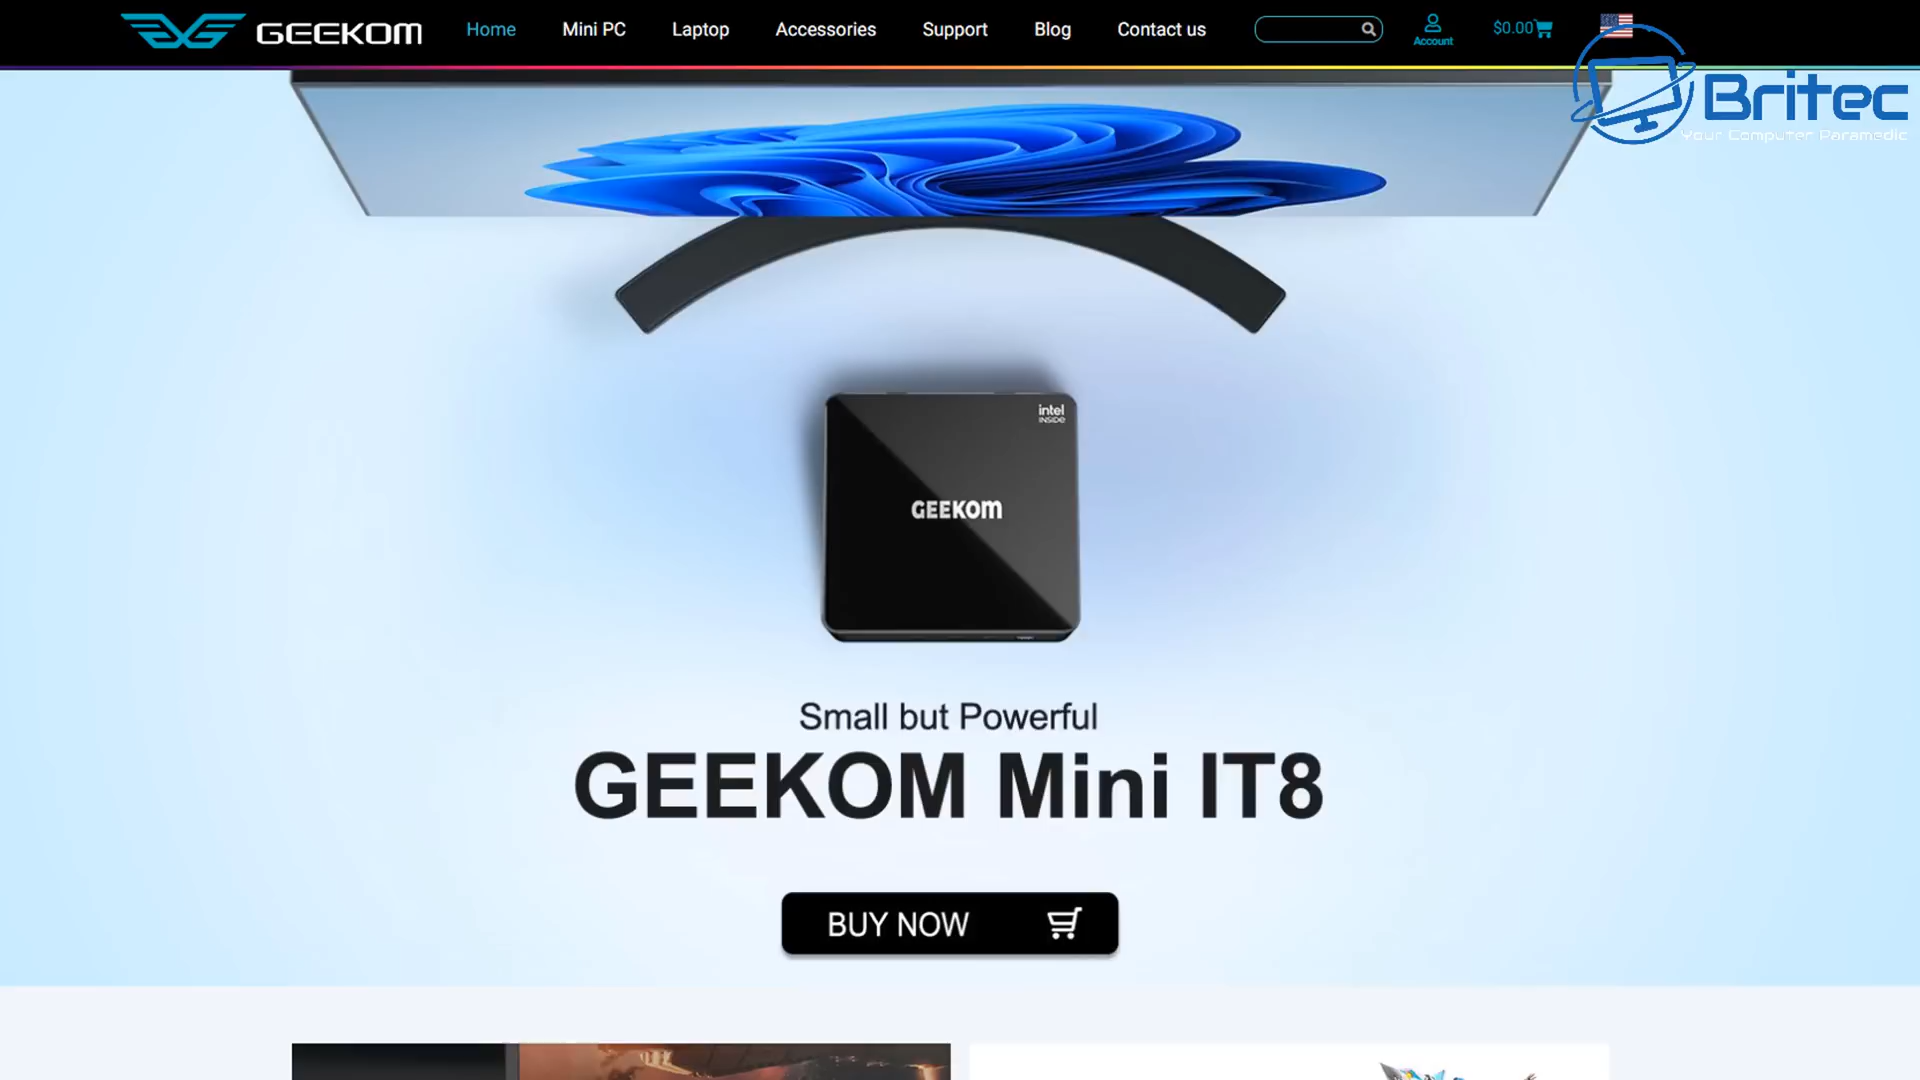 GEEKOM
Home
Mini PC
Laptop
Accessories
Support
Blog
Contact us
Account
$0.00
Britec
Your Computer Paramedic
intel
INSIDE
GEEKOM
Small but Powerful
GEEKOM Mini IT8
BUY NOW